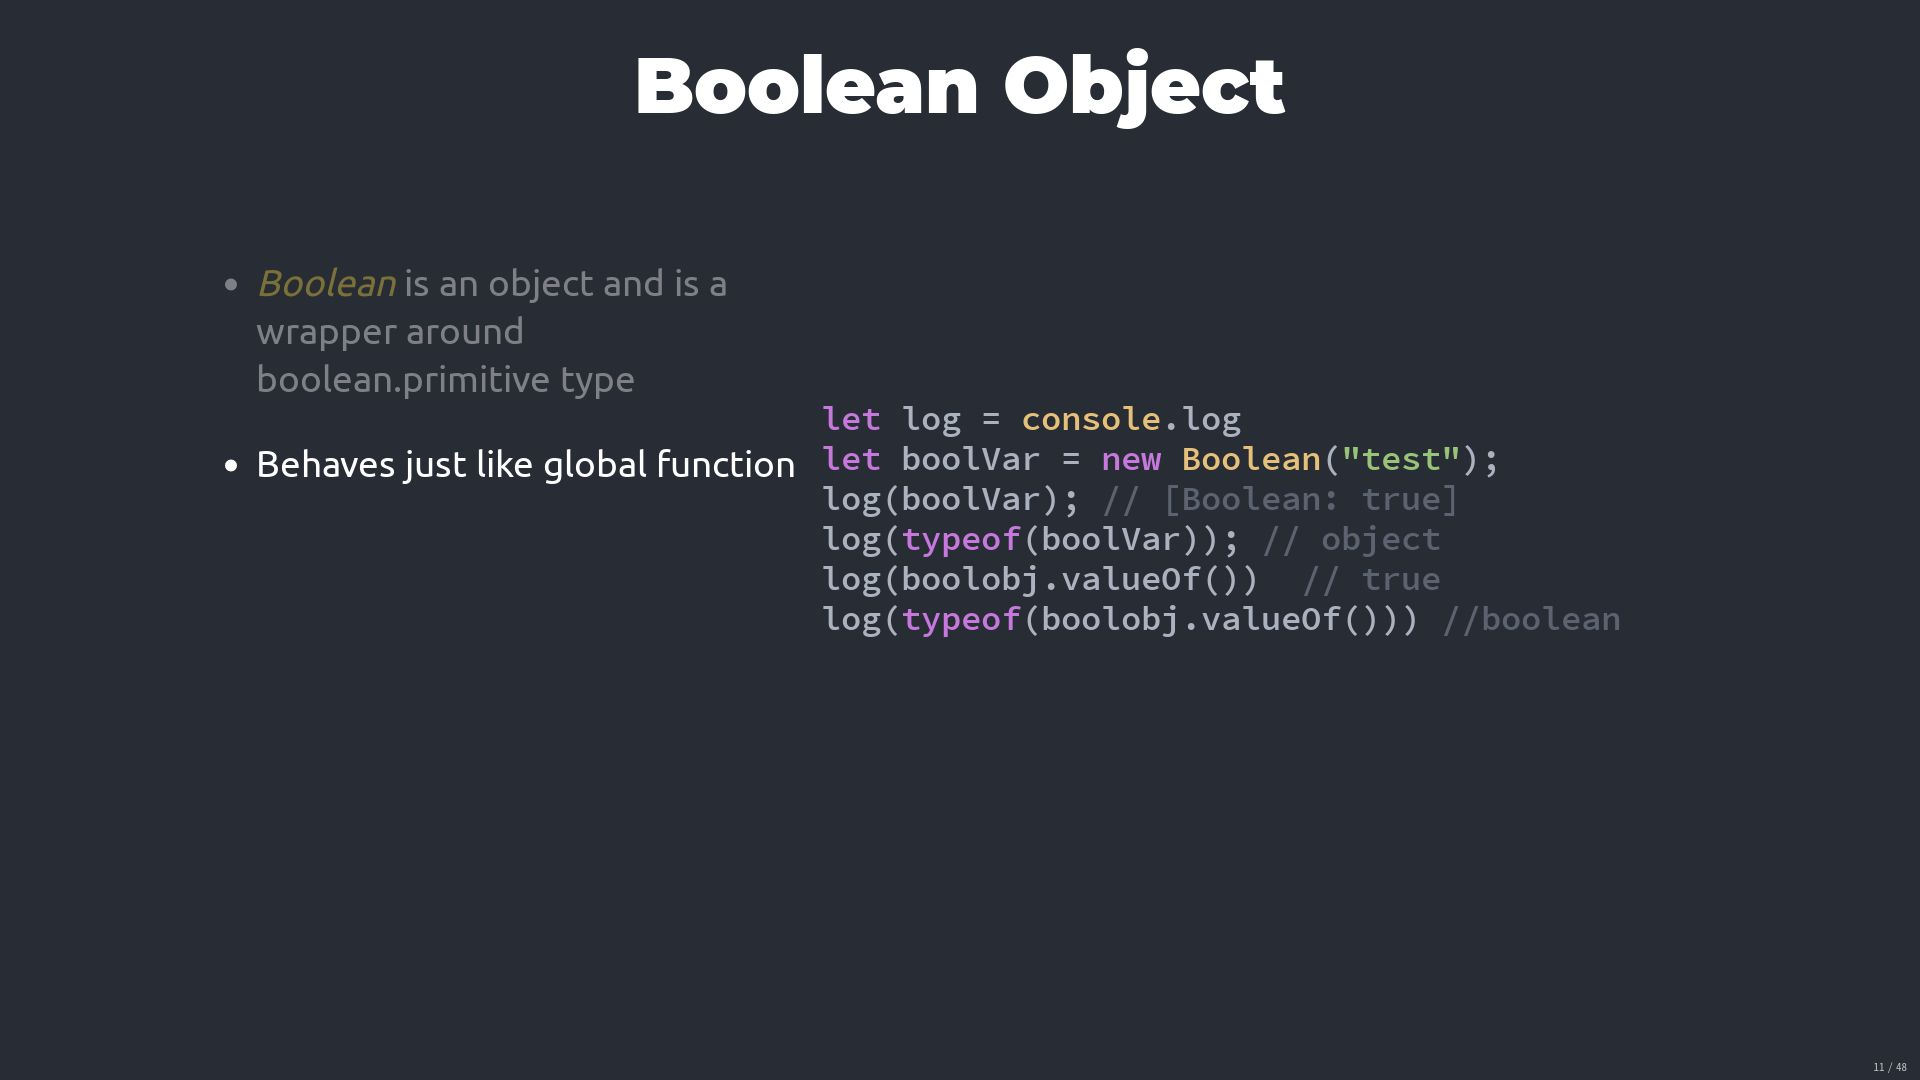 Boolean Object
• Boolean is an object and is a
wrapper around
boolean.primitive type
• Behaves just like global function
let log = console.log
let boolVar = new Boolean("test");
log(boolVar); // [Boolean: true]
log(typeof(boolVar)); // object
log(boolobj.valueOf())  // true
log(typeof(boolobj.valueOf())) //boolean
11 / 48